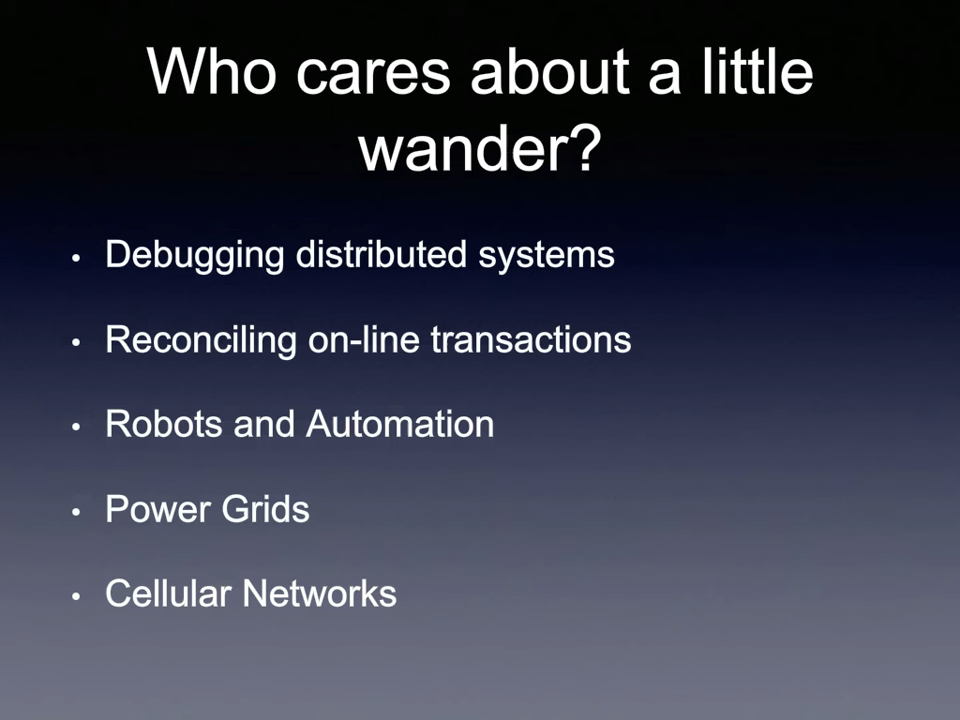 Who cares about a little
wander?
• Debugging distributed systems
• Reconciling on-line transactions
• Robots and Automation
• Power Grids
• Cellular Networks